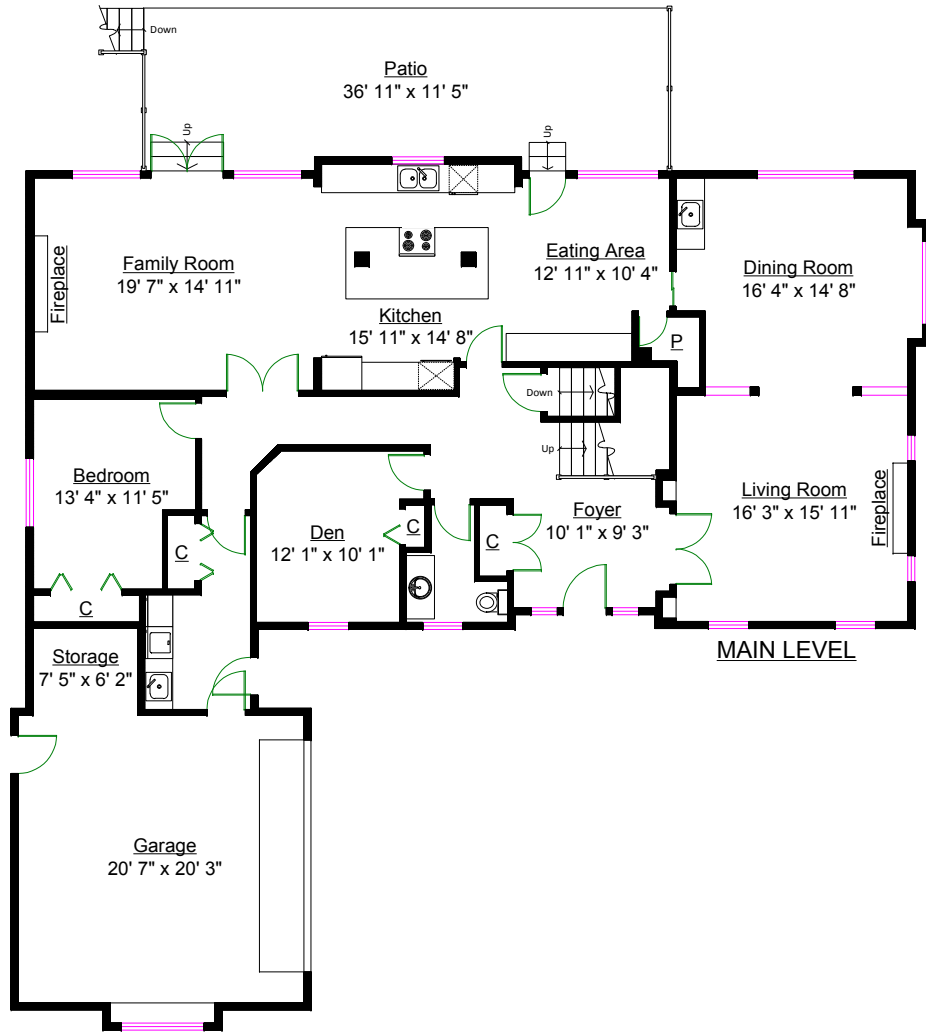 Down
Patio
36' 11" x 11' 5"
Up
Up
Family Room
19' 7" x 14' 11"
Fireplace
Eating Area
12' 11" x 10' 4"
Dining Room
16' 4" x 14' 8"
Kitchen
15' 11" x 14' 8"
P
Down
Up
Bedroom
13' 4" x 11' 5"
Living Room
16' 3" x 15' 11"
Fireplace
Foyer
10' 1" x 9' 3"
Den
12' 1" x 10' 1"
C
C
C
C
MAIN LEVEL
Storage
7' 5" x 6' 2"
Garage
20' 7" x 20' 3"